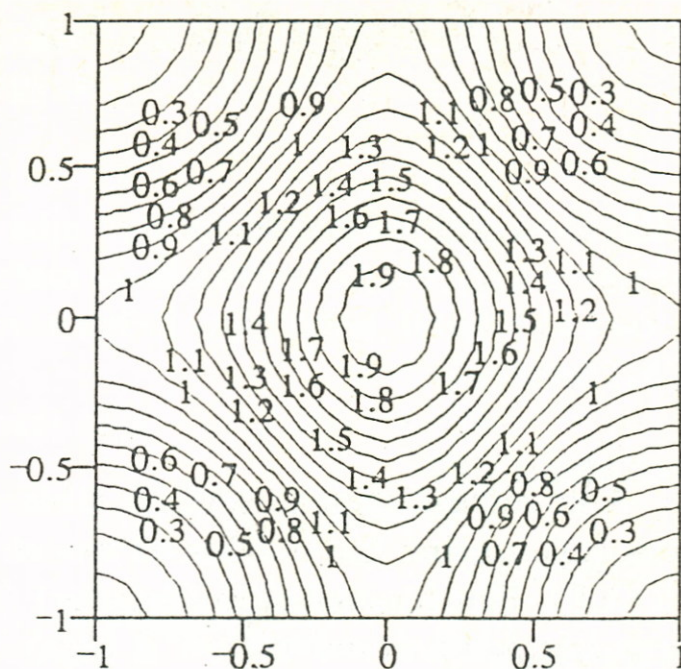 1
0.9 0.8 0.5 0.3
0.3 0.5 1.1 0.4
0.4 1 1.3 1.2 1 0.7
0.5 0.7 0.9 0.6
0.6 1.2 1.4 1.5
0.8 1.6 1.7
0.9 1.1 1.3 1.1
1 1.9 1.8 1.4 1
0 1.4 1.5 1.2
1.1 1.7 1.9 1.6
1 1.3 1.6 1.8 1.7 1
1.2
1.5 1.1
−0.5 0.6 0.7 1.4 1.2 0.8 0.5
0.4 0.9 1.3
0.3 0.5 0.8 1.1 0.9 0.6 0.3
1 1 0.7 0.4
−1
−1 −0.5 0 0.5 1